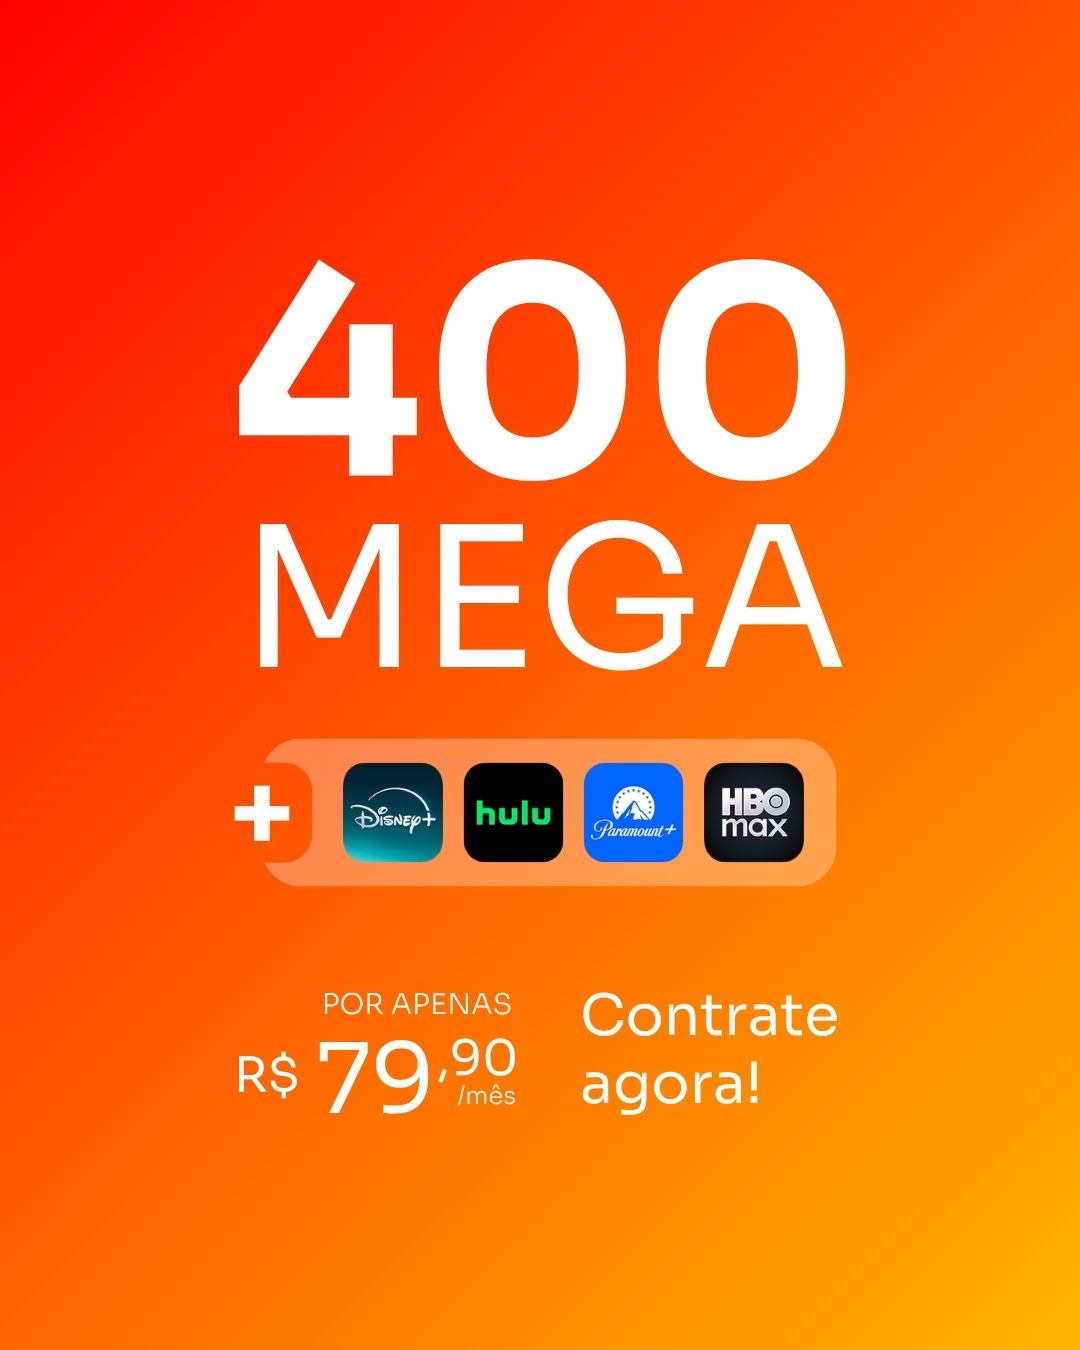 400
MEGA
+ Disney+ hulu Paramount+ HBO max
POR APENAS
R$ 79,90
/mês
Contrate
agora!